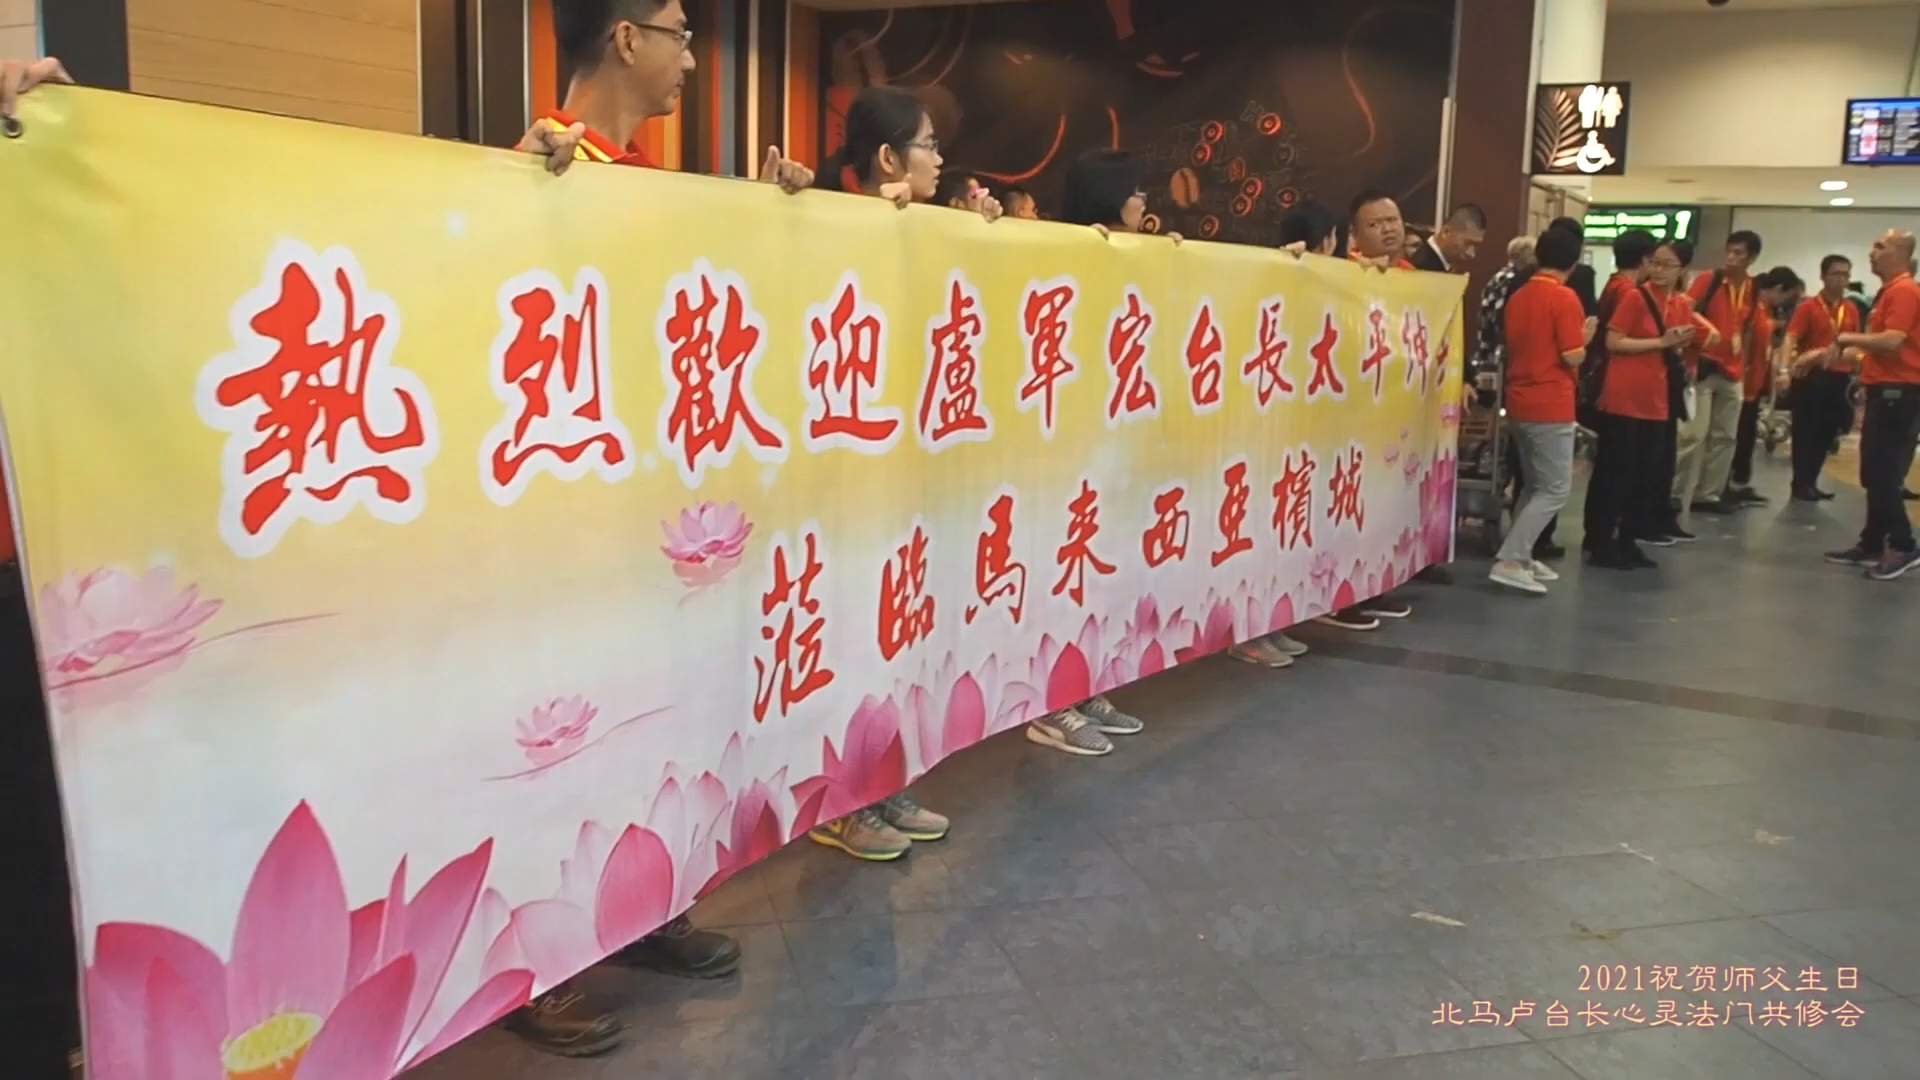 熱烈歡迎盧軍宏台長太平紳士
蒞臨馬来西亞檳城
2021祝贺师父生日
北马卢台长心灵法门共修会